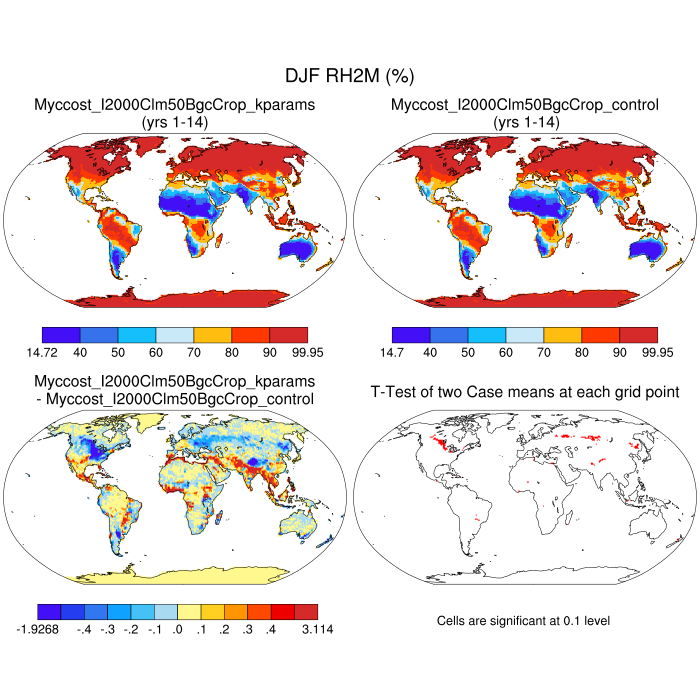 DJF RH2M (%)
Myccost_I2000Clm50BgcCrop_kparams
(yrs 1-14)
Myccost_I2000Clm50BgcCrop_control
(yrs 1-14)
14.72 40 50 60 70 80 90 99.95
14.7 40 50 60 70 80 90 99.95
Myccost_I2000Clm50BgcCrop_kparams
- Myccost_I2000Clm50BgcCrop_control
T-Test of two Case means at each grid point
-1.9268 -.4 -.3 -.2 -.1 .0 .1 .2 .3 .4 3.114
Cells are significant at 0.1 level